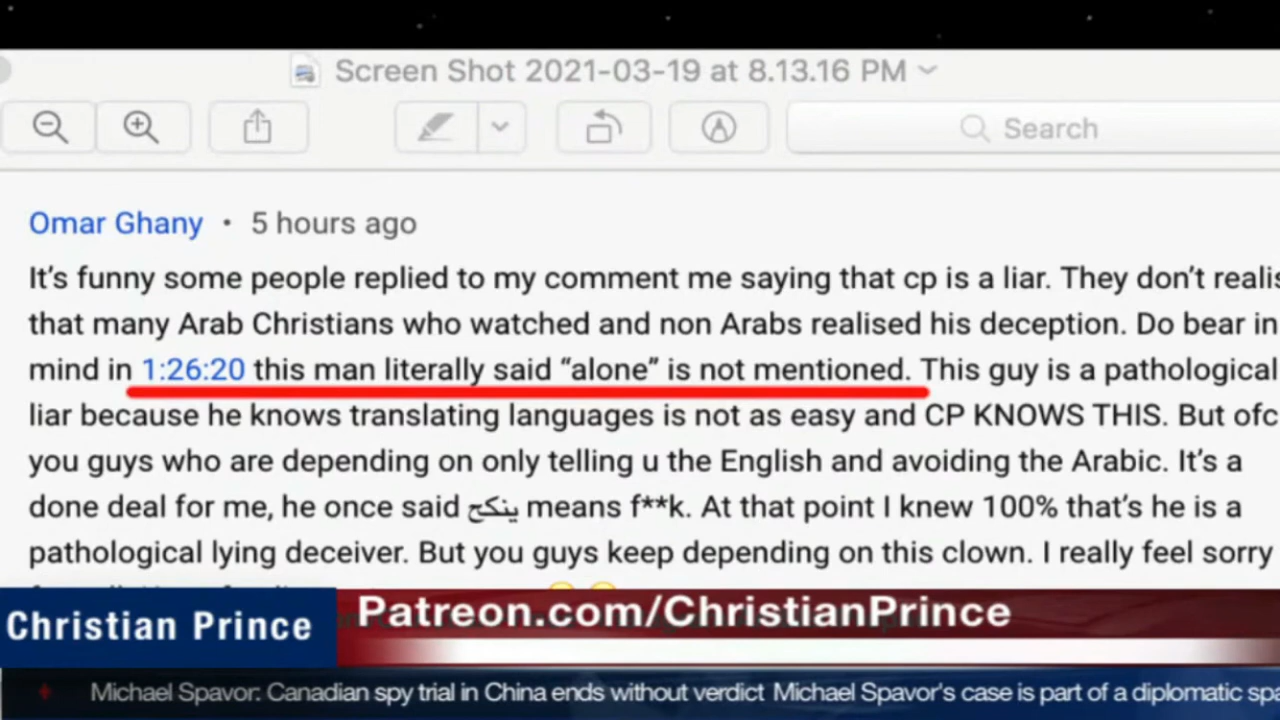 Screen Shot 2021-03-19 at 8.13.16 PM
Search
Omar Ghany • 5 hours ago
It's funny some people replied to my comment me saying that cp is a liar. They don't realis
that many Arab Christians who watched and non Arabs realised his deception. Do bear in
mind in 1:26:20 this man literally said “alone” is not mentioned. This guy is a pathological
liar because he knows translating languages is not as easy and CP KNOWS THIS. But ofc
you guys who are depending on only telling u the English and avoiding the Arabic. It's a
done deal for me, he once said ينكح means f**k. At that point I knew 100% that's he is a
pathological lying deceiver. But you guys keep depending on this clown. I really feel sorry
Christian Prince
Patreon.com/ChristianPrince
Michael Spavor: Canadian spy trial in China ends without verdict Michael Spavor's case is part of a diplomatic spa